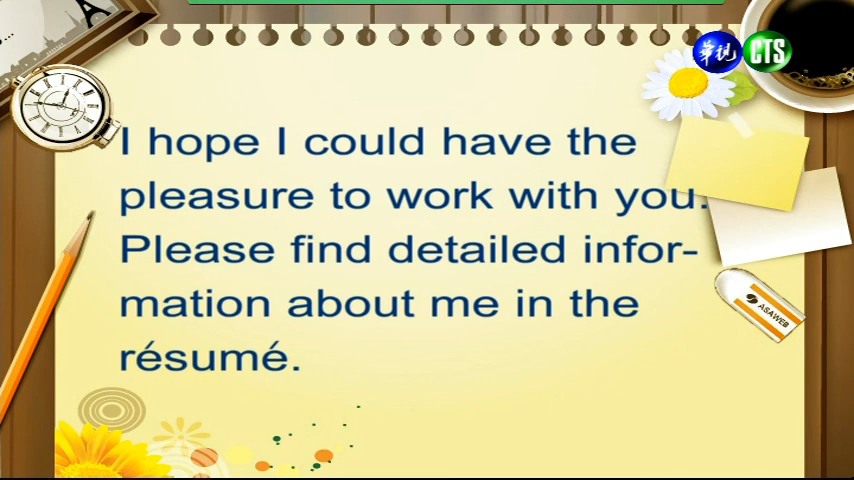 華視 CTS
I hope I could have the
pleasure to work with you.
Please find detailed infor-
mation about me in the
résumé.
ASAWEB